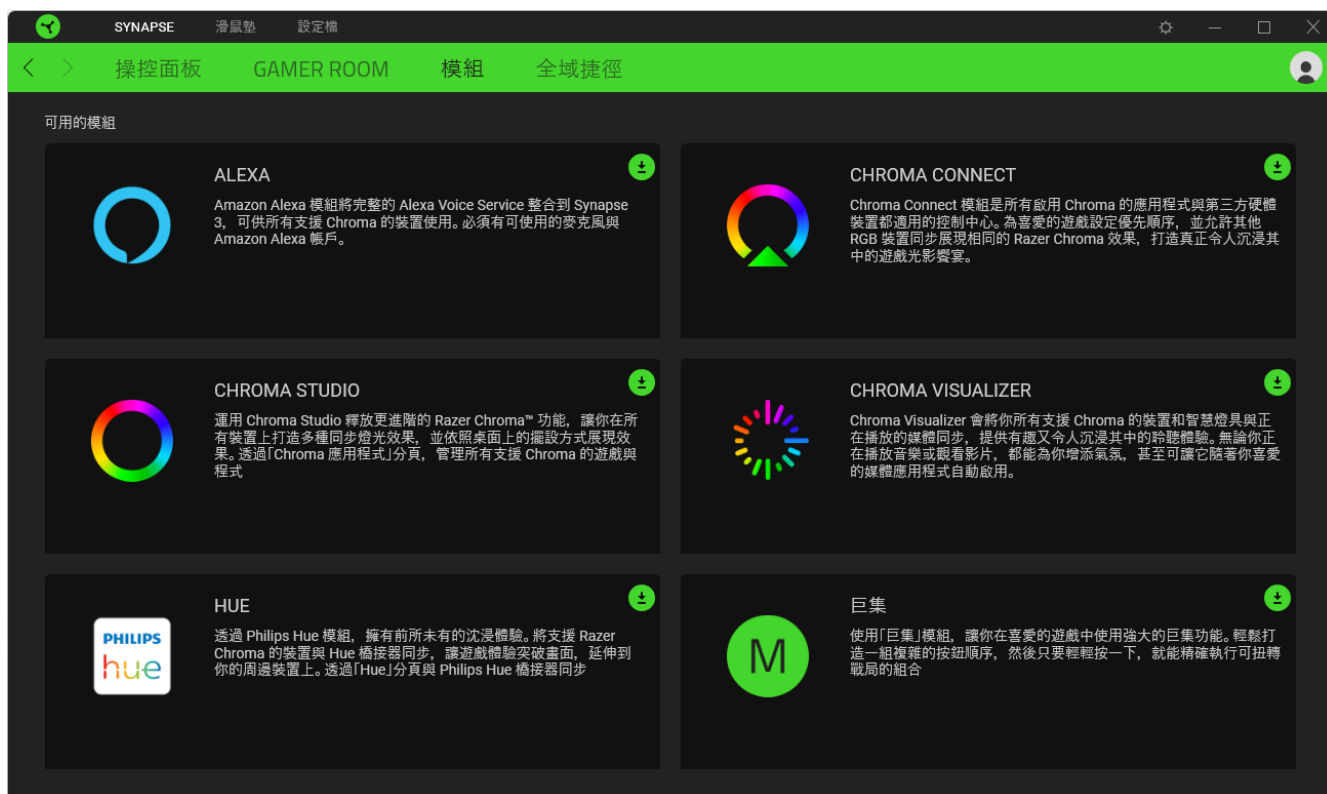 SYNAPSE 滑鼠墊 設定檔
操控面板 GAMER ROOM 模組 全域捷徑
可用的模組
ALEXA
Amazon Alexa 模組將完整的 Alexa Voice Service 整合到 Synapse
3，可供所有支援 Chroma 的裝置使用。必須有可使用的麥克風與
Amazon Alexa 帳戶。
CHROMA CONNECT
Chroma Connect 模組是所有啟用 Chroma 的應用程式與第三方硬體
裝置都適用的控制中心。為喜愛的遊戲設定優先順序，並允許其他
RGB 裝置同步展現相同的 Razer Chroma 效果，打造真正令人沉浸其
中的遊戲光影饗宴。
CHROMA STUDIO
運用 Chroma Studio 釋放更進階的 Razer Chroma™ 功能，讓你在所
有裝置上打造多種同步燈光效果，並依照桌面上的擺設方式展現效
果。透過「Chroma 應用程式」分頁，管理所有支援 Chroma 的遊戲與
程式
CHROMA VISUALIZER
Chroma Visualizer 會將你所有支援 Chroma 的裝置和智慧燈具與正
在播放的媒體同步，提供有趣又令人沉浸其中的聆聽體驗。無論你正
在播放音樂或觀看影片，都能為你增添氣氛，甚至可讓它隨著你喜愛
的媒體應用程式自動啟用。
PHILIPS
hue
HUE
透過 Philips Hue 模組，擁有前所未有的沈浸體驗。將支援 Razer
Chroma 的裝置與 Hue 橋接器同步，讓遊戲體驗突破畫面，延伸到
你的周邊裝置上。透過「Hue」分頁與 Philips Hue 橋接器同步
M
巨集
使用「巨集」模組，讓你在喜愛的遊戲中使用強大的巨集功能。輕鬆打
造一組複雜的按鈕順序，然後只要輕輕按一下，就能精確執行可扭轉
戰局的組合